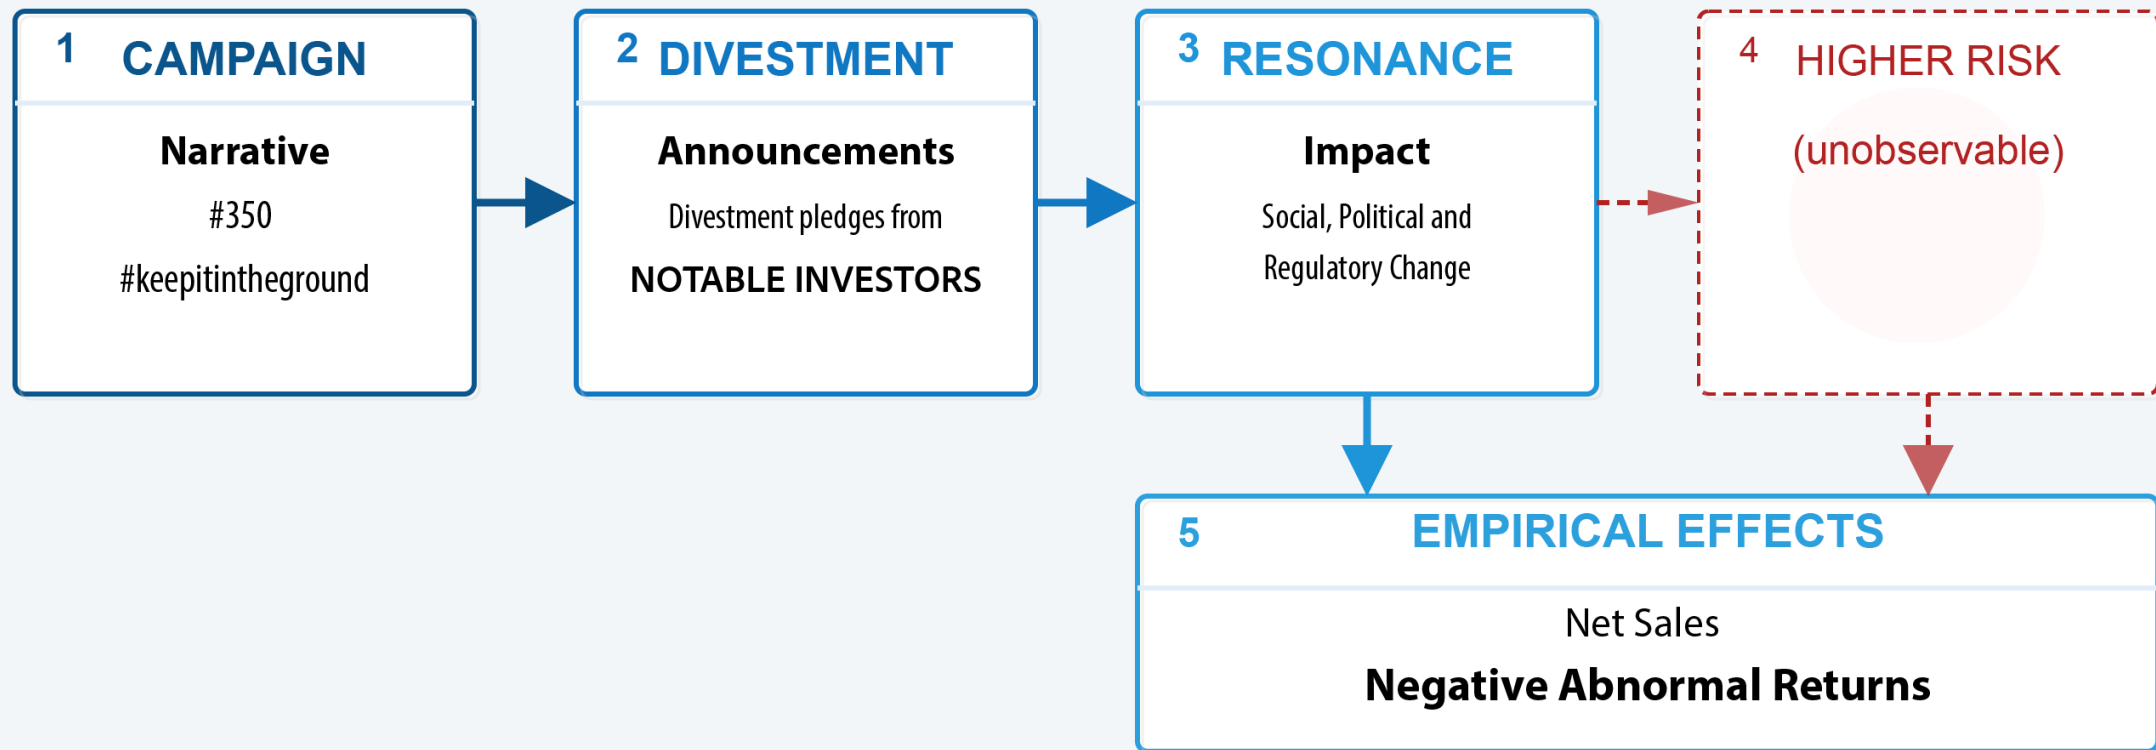 1 CAMPAIGN
Narrative
#350
#keepitintheground
2 DIVESTMENT
Announcements
Divestment pledges from
NOTABLE INVESTORS
3 RESONANCE
Impact
Social, Political and
Regulatory Change
4 HIGHER RISK
(unobservable)
5 EMPIRICAL EFFECTS
Net Sales
Negative Abnormal Returns